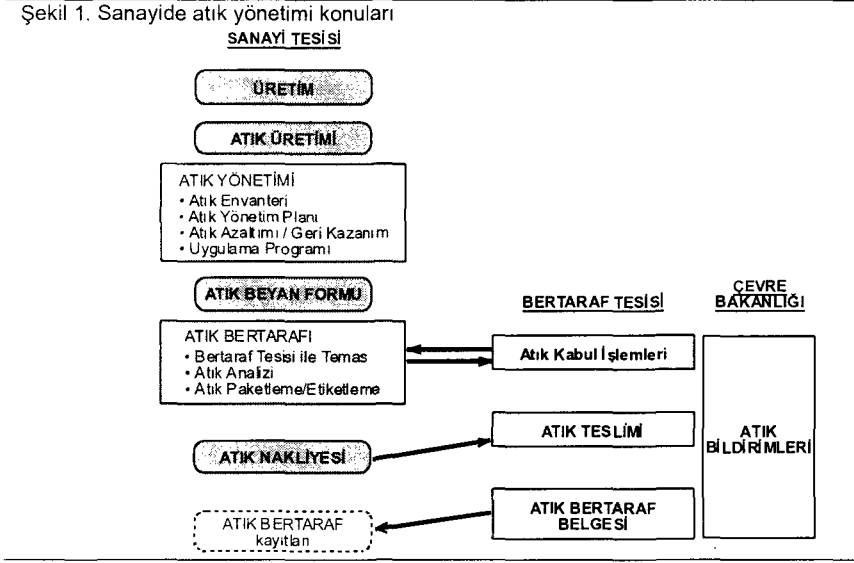 Şekil 1. Sanayide atık yönetimi konuları
SANAYİ TESİSİ
ÜRETİM
ATIK ÜRETİMİ
ATIK YÖNETİMİ
• Atık Envanteri
• Atık Yönetim Planı
• Atık Azaltımı / Geri Kazanım
• Uygulama Programı
ATIK BEYAN FORMU
ATIK BERTARAFI
• Bertaraf Tesisi ile Temas
• Atık Analizi
• Atık Paketleme/Etiketleme
ATIK NAKLİYESİ
ATIK BERTARAF
kayıtları
BERTARAF TESİSİ
Atık Kabul İşlemleri
ATIK TESLİMİ
ATIK BERTARAF
BELGESİ
ÇEVRE
BAKANLIĞI
ATIK
BİLDİRİMLERİ